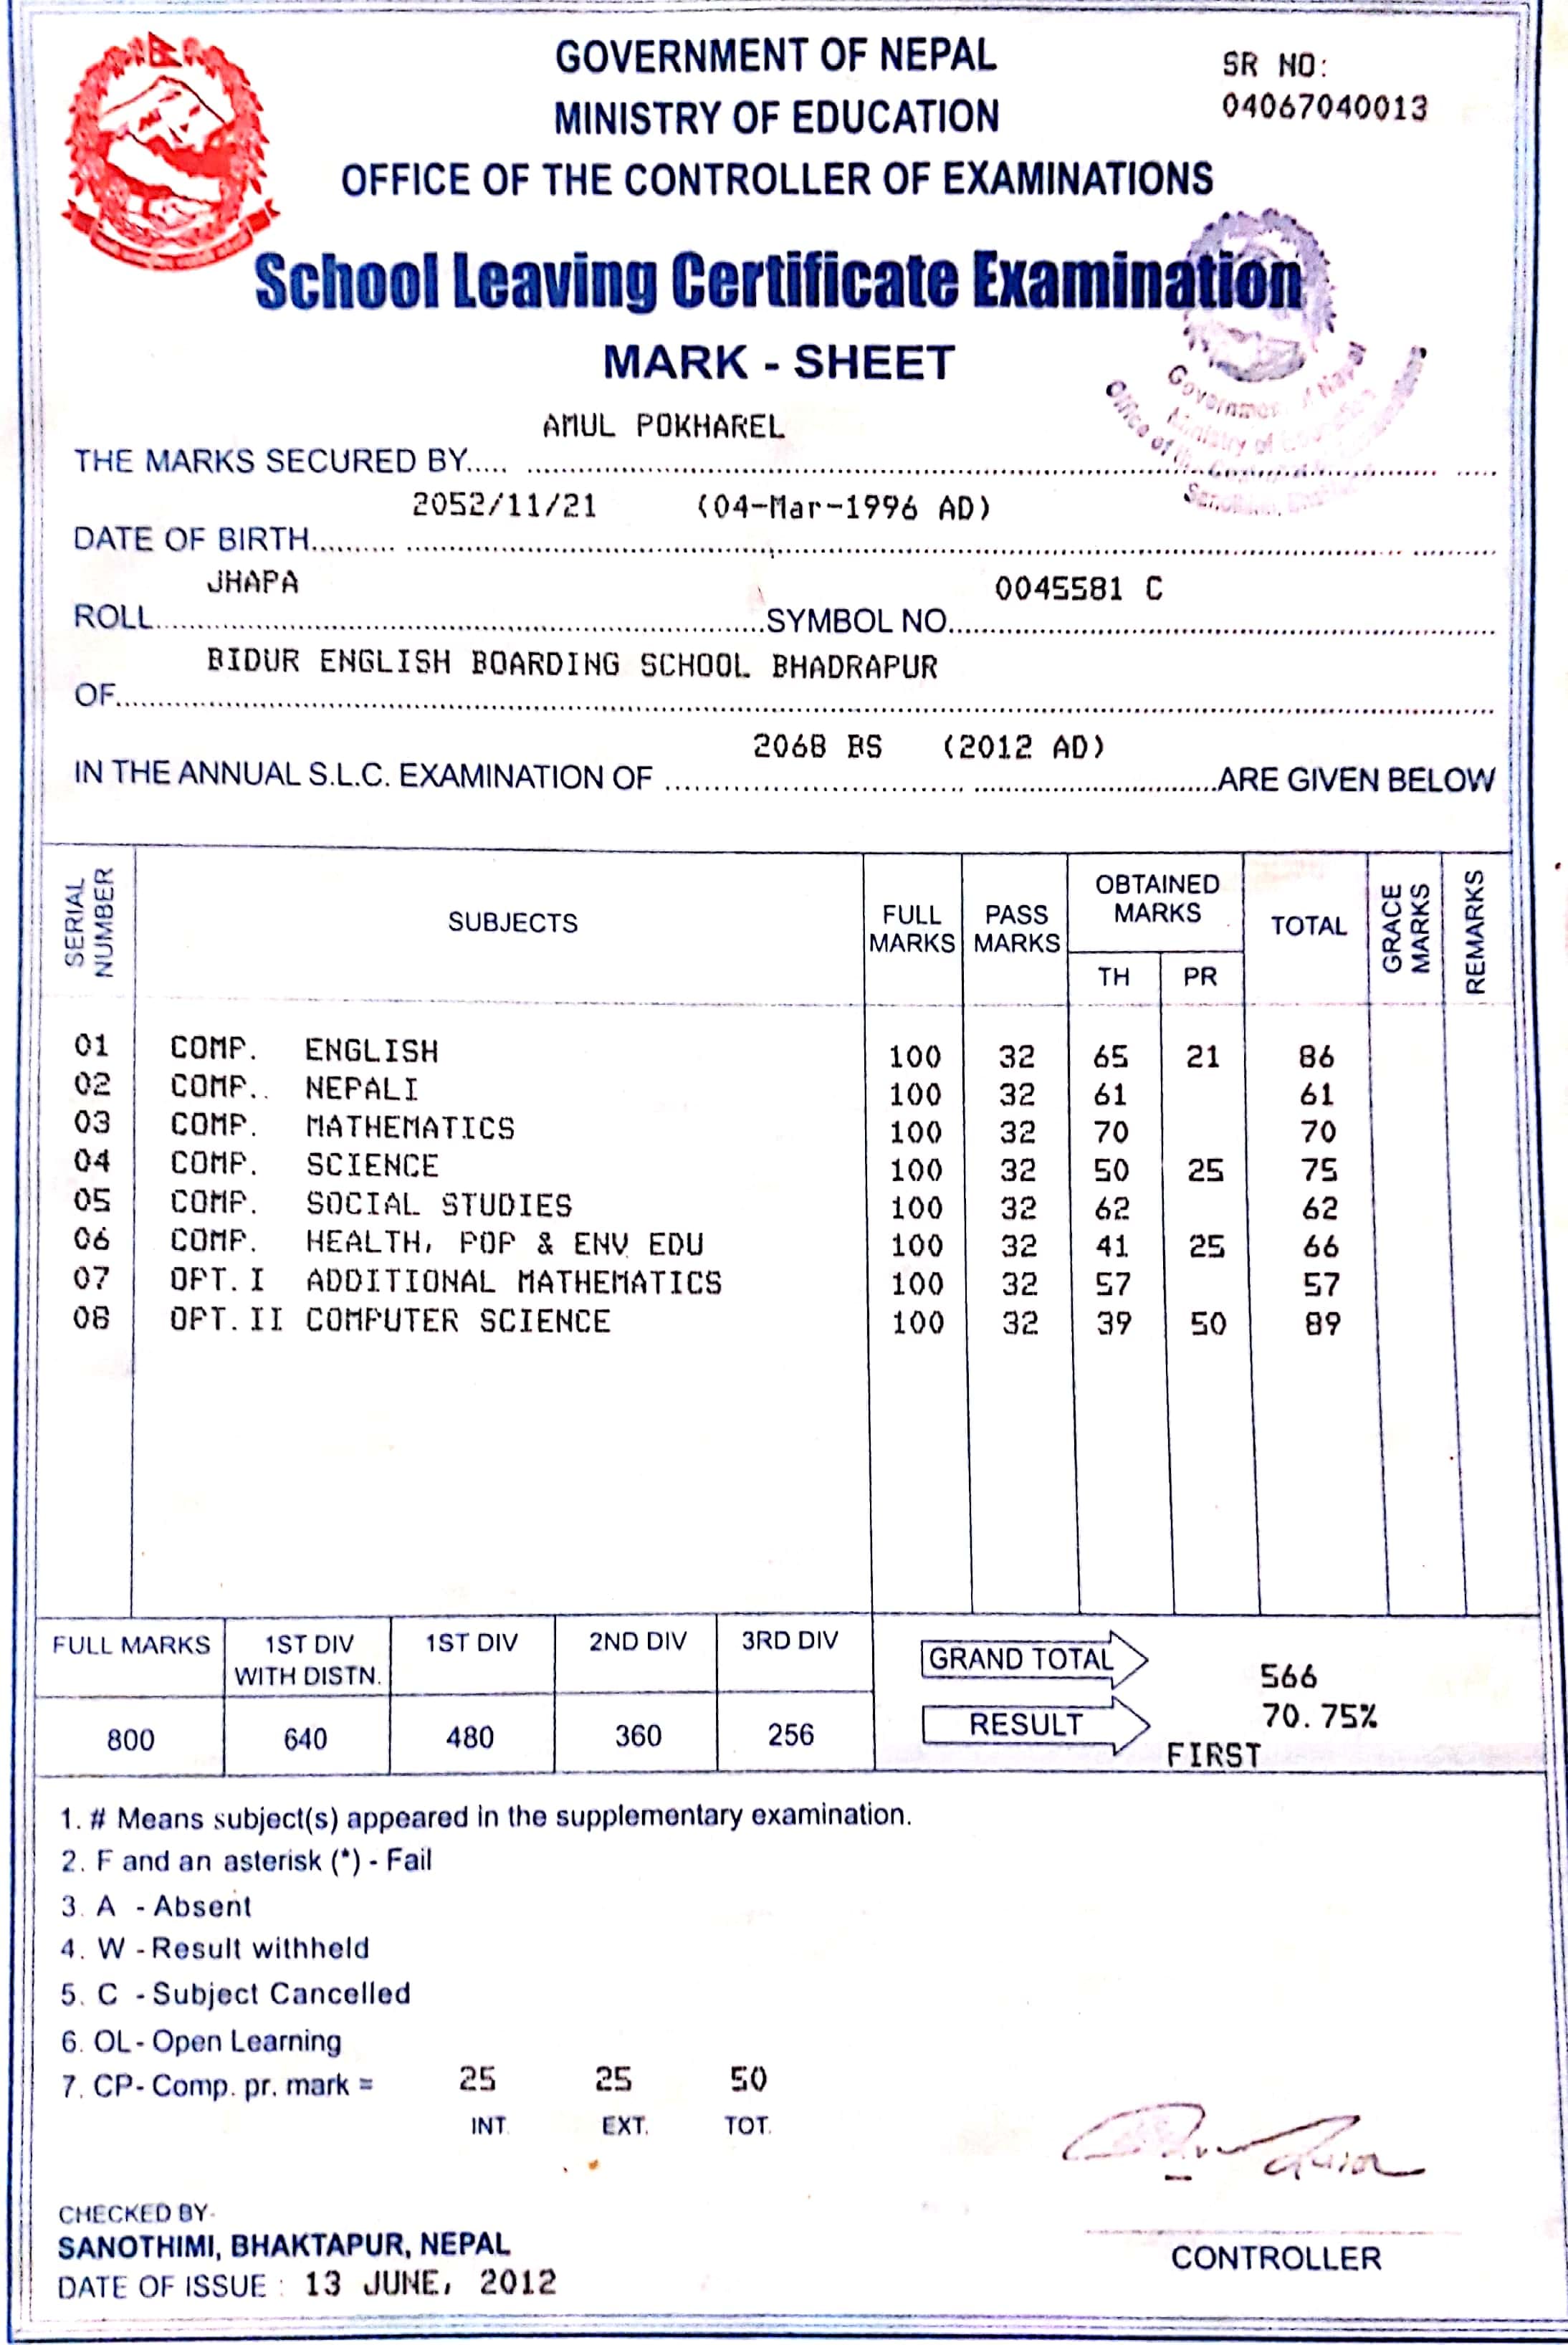 GOVERNMENT OF NEPAL
MINISTRY OF EDUCATION
OFFICE OF THE CONTROLLER OF EXAMINATIONS
SR NO:
04067040013
School Leaving Certificate Examination
MARK - SHEET
Government of Nepal
Ministry of Education
Office of the
AMUL POKHAREL
THE MARKS SECURED BY..... ..........
2052/11/21 (04-Mar-1996 AD)
DATE OF BIRTH.......... ..........
JHAPA 0045581 C
ROLL..........SYMBOL NO..........
BIDUR ENGLISH BOARDING SCHOOL BHADRAPUR
OF..........
2068 BS (2012 AD)
IN THE ANNUAL S.L.C. EXAMINATION OF .......... ..........ARE GIVEN BELOW
SERIAL NUMBER SUBJECTS FULL MARKS PASS MARKS OBTAINED MARKS TOTAL GRACE MARKS REMARKS
TH PR
01 COMP. ENGLISH 100 32 65 21 86
02 COMP.. NEPALI 100 32 61 61
03 COMP. MATHEMATICS 100 32 70 70
04 COMP. SCIENCE 100 32 50 25 75
05 COMP. SOCIAL STUDIES 100 32 62 62
06 COMP. HEALTH, POP & ENV EDU 100 32 41 25 66
07 OPT.I ADDITIONAL MATHEMATICS 100 32 57 57
08 OPT.II COMPUTER SCIENCE 100 32 39 50 89
FULL MARKS 1ST DIV WITH DISTN. 1ST DIV 2ND DIV 3RD DIV
800 640 480 360 256
GRAND TOTAL 566
70.75%
RESULT FIRST
1. # Means subject(s) appeared in the supplementary examination.
2. F and an asterisk (*) - Fail
3. A - Absent
4. W - Result withheld
5. C - Subject Cancelled
6. OL- Open Learning
7. CP- Comp. pr. mark = 25 25 50
INT. EXT. TOT.
CHECKED BY-
SANOTHIMI, BHAKTAPUR, NEPAL
DATE OF ISSUE : 13 JUNE, 2012
CONTROLLER